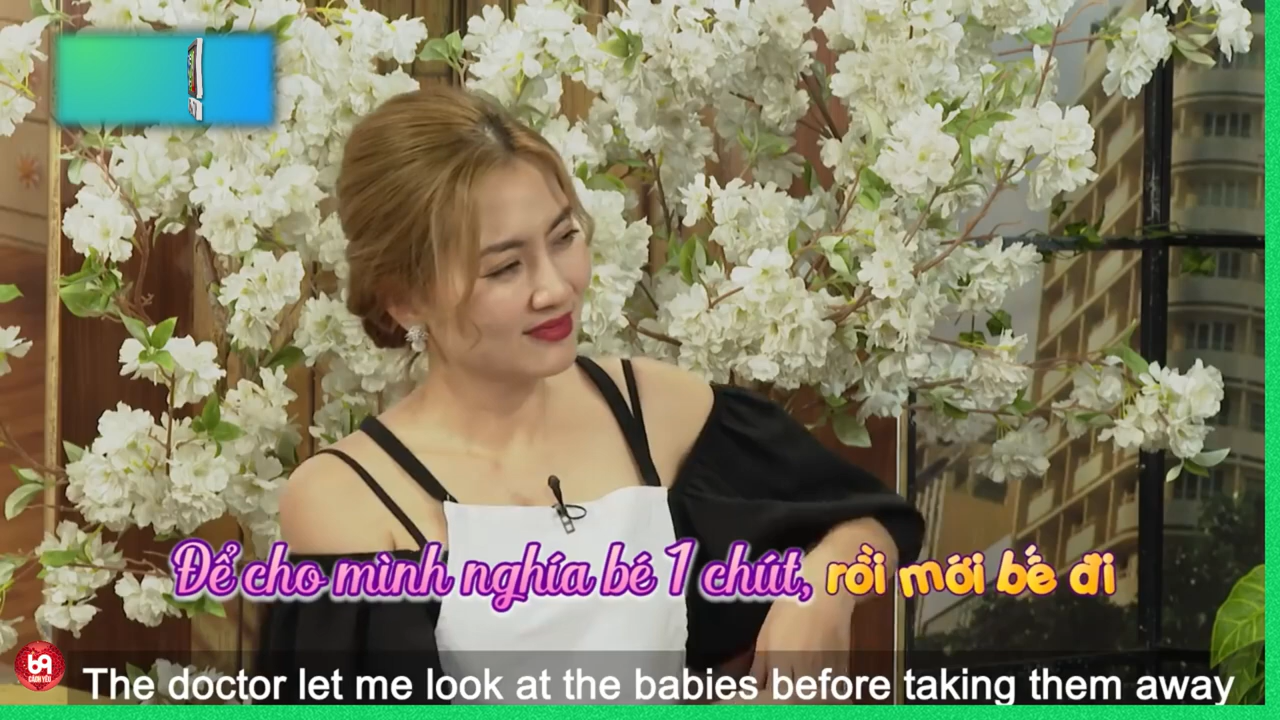 Để cho mình nghía bé 1 chút, rồi mới bế đi
The doctor let me look at the babies before taking them away